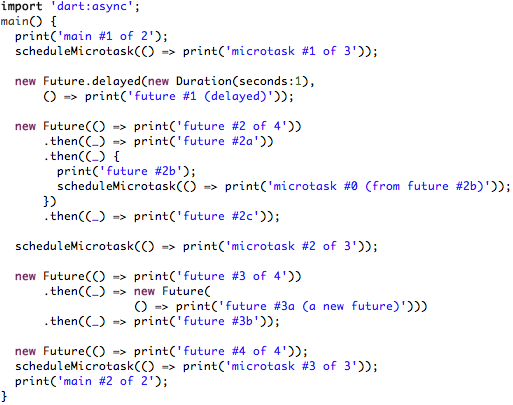 import 'dart:async';
main() {
  print('main #1 of 2');
  scheduleMicrotask(() => print('microtask #1 of 3'));

  new Future.delayed(new Duration(seconds:1),
      () => print('future #1 (delayed)'));

  new Future(() => print('future #2 of 4'))
      .then((_) => print('future #2a'))
      .then((_) {
        print('future #2b');
        scheduleMicrotask(() => print('microtask #0 (from future #2b)'));
      })
      .then((_) => print('future #2c'));

  scheduleMicrotask(() => print('microtask #2 of 3'));

  new Future(() => print('future #3 of 4'))
      .then((_) => new Future(
                   () => print('future #3a (a new future)')))
      .then((_) => print('future #3b'));

  new Future(() => print('future #4 of 4'));
  scheduleMicrotask(() => print('microtask #3 of 3'));
  print('main #2 of 2');
}